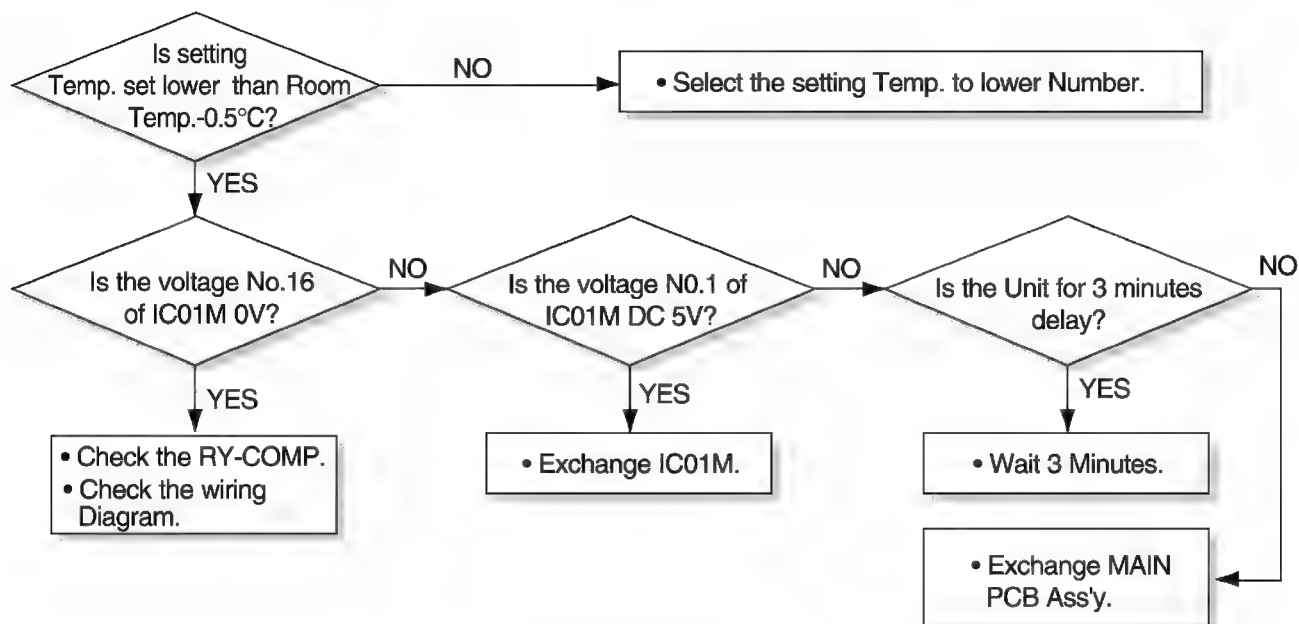 Is setting
Temp. set lower than Room
Temp.-0.5°C?
NO
• Select the setting Temp. to lower Number.
YES
Is the voltage No.16
of IC01M 0V?
NO
Is the voltage N0.1 of
IC01M DC 5V?
NO
Is the Unit for 3 minutes
delay?
NO
YES
YES
YES
• Check the RY-COMP.
• Check the wiring
Diagram.
• Exchange IC01M.
• Wait 3 Minutes.
• Exchange MAIN
PCB Ass'y.